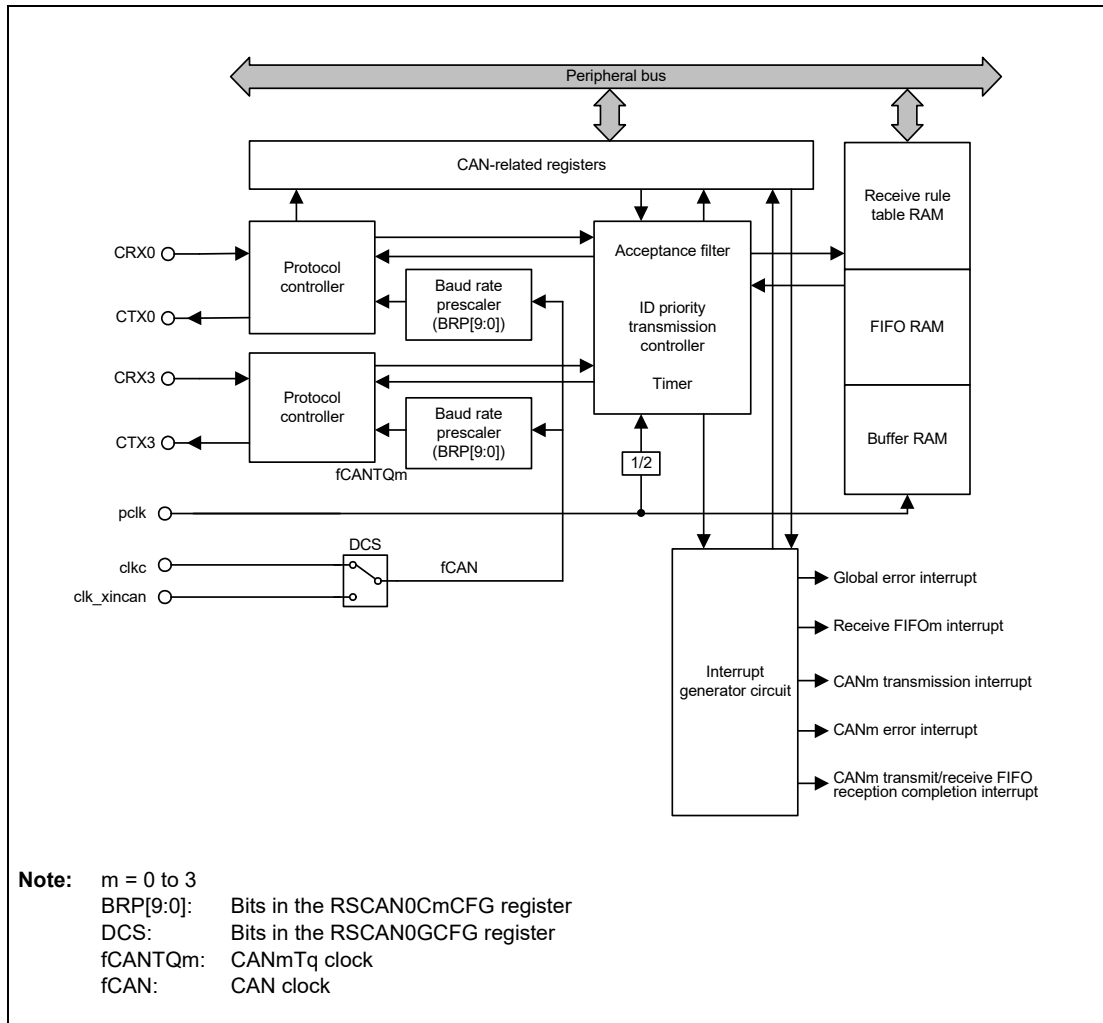 Peripheral bus
CAN-related registers
Receive rule
table RAM
FIFO RAM
Buffer RAM
CRX0
CTX0
Protocol
controller
Baud rate
prescaler
(BRP[9:0])
CRX3
CTX3
Protocol
controller
Baud rate
prescaler
(BRP[9:0])
fCANTQm
Acceptance filter
ID priority
transmission
controller
Timer
1/2
pclk
clkc
clk_xincan
DCS
fCAN
Interrupt
generator circuit
Global error interrupt
Receive FIFOm interrupt
CANm transmission interrupt
CANm error interrupt
CANm transmit/receive FIFO
reception completion interrupt
Note: m = 0 to 3
BRP[9:0]: Bits in the RSCAN0CmCFG register
DCS: Bits in the RSCAN0GCFG register
fCANTQm: CANmTq clock
fCAN: CAN clock